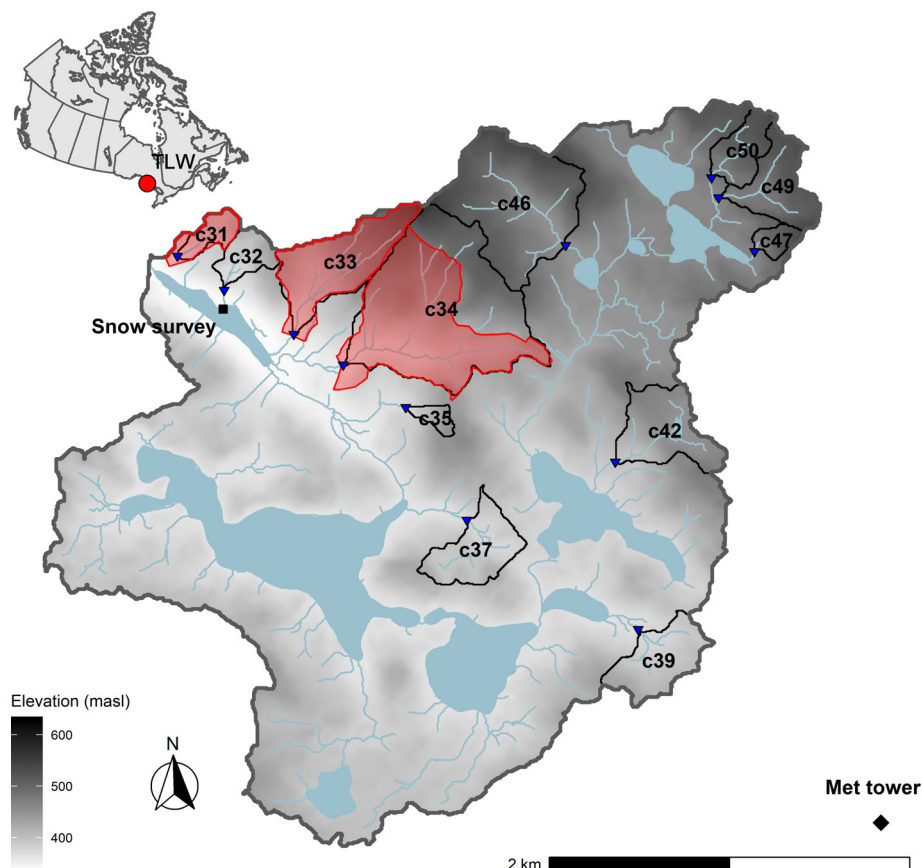 TLW
c50
c49
c46
c31
c47
c32
c33
c34
Snow survey
c35
c42
c37
c39
Elevation (masl)
600
500
400
N
Met tower
2 km